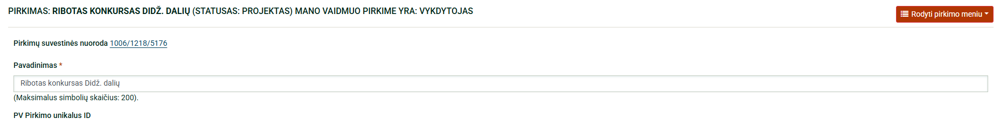 PIRKIMAS: RIBOTAS KONKURSAS DIDŽ. DALIŲ (STATUSAS: PROJEKTAS) MANO VAIDMUO PIRKIME YRA: VYKDYTOJAS
Rodyti pirkimo meniu
Pirkimų suvestinės nuoroda 1006/1218/5176
Pavadinimas *
Ribotas konkursas Didž. dalių
(Maksimalus simbolių skaičius: 200).
PV Pirkimo unikalus ID